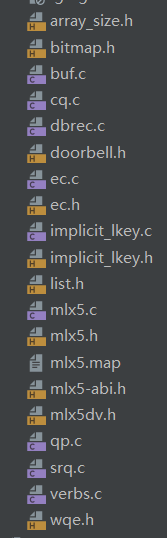 array_size.h
bitmap.h
buf.c
cq.c
dbrec.c
doorbell.h
ec.c
ec.h
implicit_lkey.c
implicit_lkey.h
list.h
mlx5.c
mlx5.h
mlx5.map
mlx5-abi.h
mlx5dv.h
qp.c
srq.c
verbs.c
wqe.h